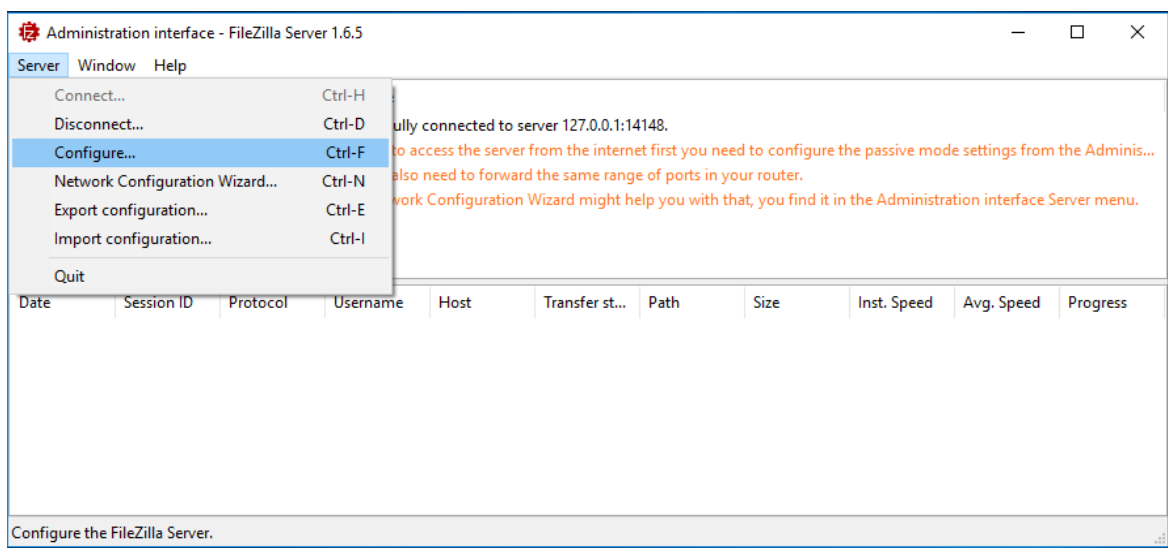 Administration interface - FileZilla Server 1.6.5
Server Window Help
Connect... Ctrl-H
Disconnect... Ctrl-D
Configure... Ctrl-F
Network Configuration Wizard... Ctrl-N
Export configuration... Ctrl-E
Import configuration... Ctrl-I
Quit
ully connected to server 127.0.0.1:14148.
to access the server from the internet first you need to configure the passive mode settings from the Adminis...
also need to forward the same range of ports in your router.
work Configuration Wizard might help you with that, you find it in the Administration interface Server menu.
Date Session ID Protocol Username Host Transfer st... Path Size Inst. Speed Avg. Speed Progress
Configure the FileZilla Server.